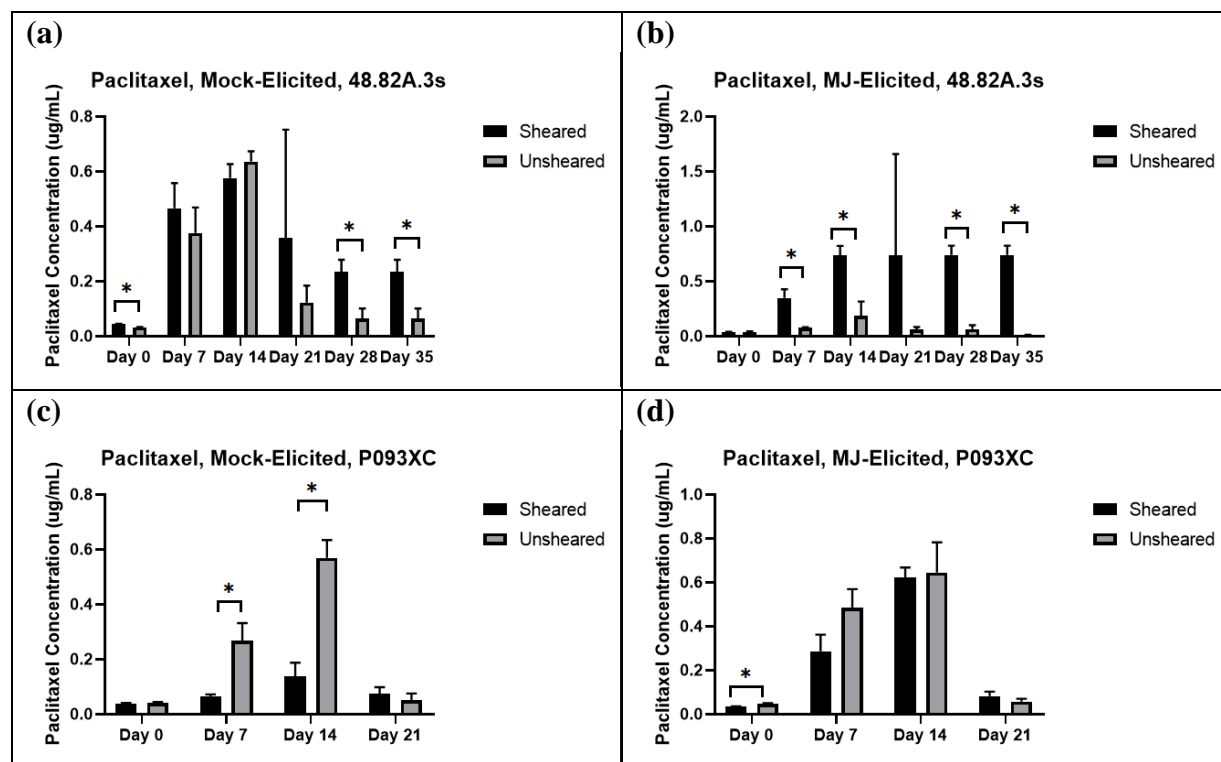 (a)
Paclitaxel, Mock-Elicited, 48.82A.3s
Paclitaxel Concentration (ug/mL)
0.8
0.6
0.4
0.2
0.0
*
*
*
Day 0 Day 7 Day 14 Day 21 Day 28 Day 35
Sheared
Unsheared
(b)
Paclitaxel, MJ-Elicited, 48.82A.3s
Paclitaxel Concentration (ug/mL)
2.0
1.5
1.0
0.5
0.0
*
*
*
*
Day 0 Day 7 Day 14 Day 21 Day 28 Day 35
Sheared
Unsheared
(c)
Paclitaxel, Mock-Elicited, P093XC
Paclitaxel Concentration (ug/mL)
0.8
0.6
0.4
0.2
0.0
*
*
Day 0 Day 7 Day 14 Day 21
Sheared
Unsheared
(d)
Paclitaxel, MJ-Elicited, P093XC
Paclitaxel Concentration (ug/mL)
1.0
0.8
0.6
0.4
0.2
0.0
*
Day 0 Day 7 Day 14 Day 21
Sheared
Unsheared